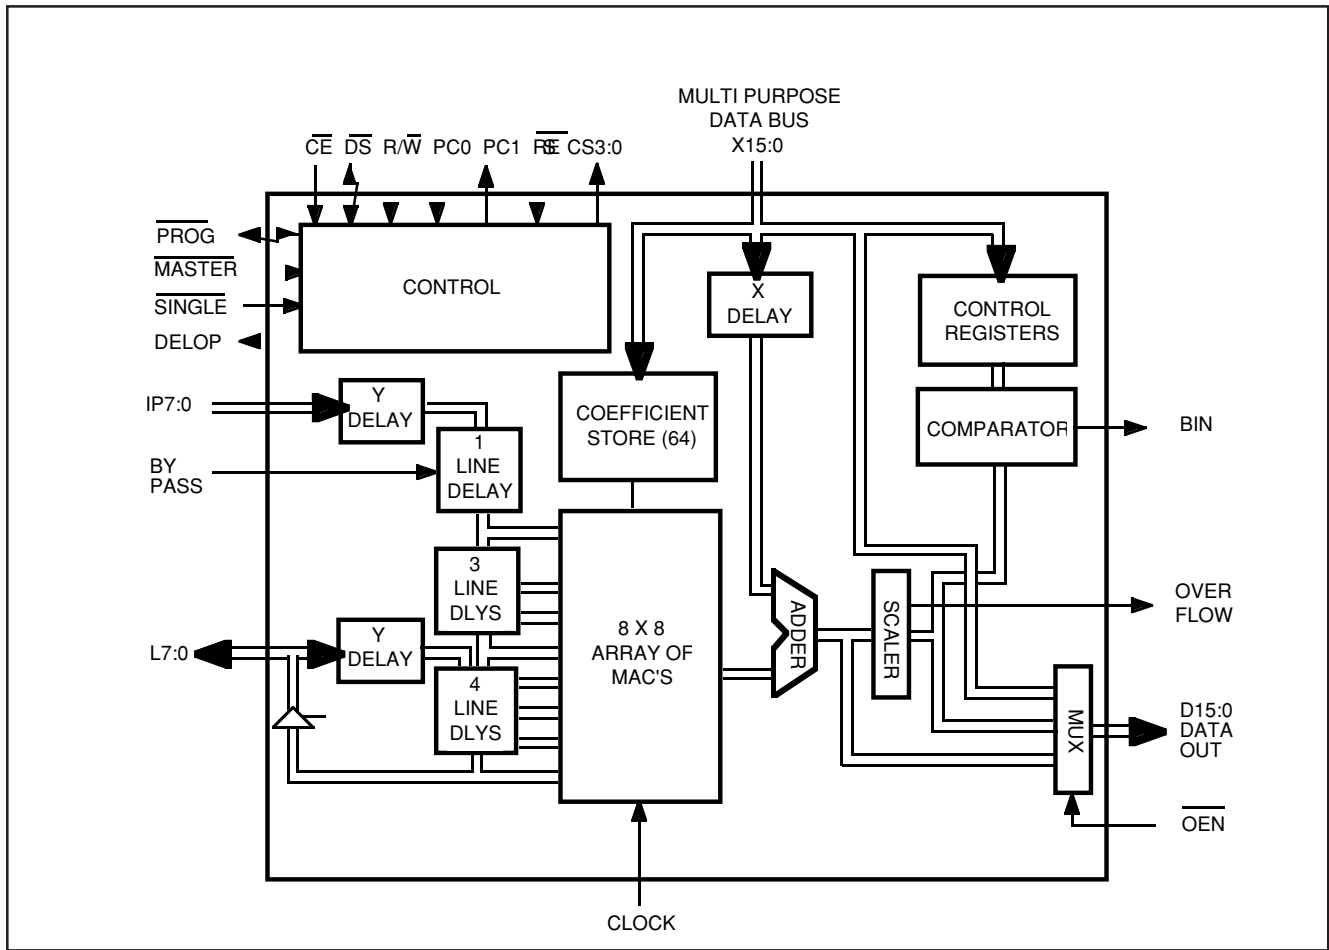 MULTI PURPOSE
DATA BUS
X15:0
CE DS R/W PC0 PC1 CS3:0
PROG
MASTER
SINGLE
DELOP
CONTROL
X
DELAY
CONTROL
REGISTERS
IP7:0
Y
DELAY
COEFFICIENT
STORE (64)
COMPARATOR
BIN
BY
PASS
1
LINE
DELAY
3
LINE
DLYS
8 X 8
ARRAY OF
MAC'S
ADDER
SCALER
OVER
FLOW
L7:0
Y
DELAY
4
LINE
DLYS
MUX
D15:0
DATA
OUT
OEN
CLOCK